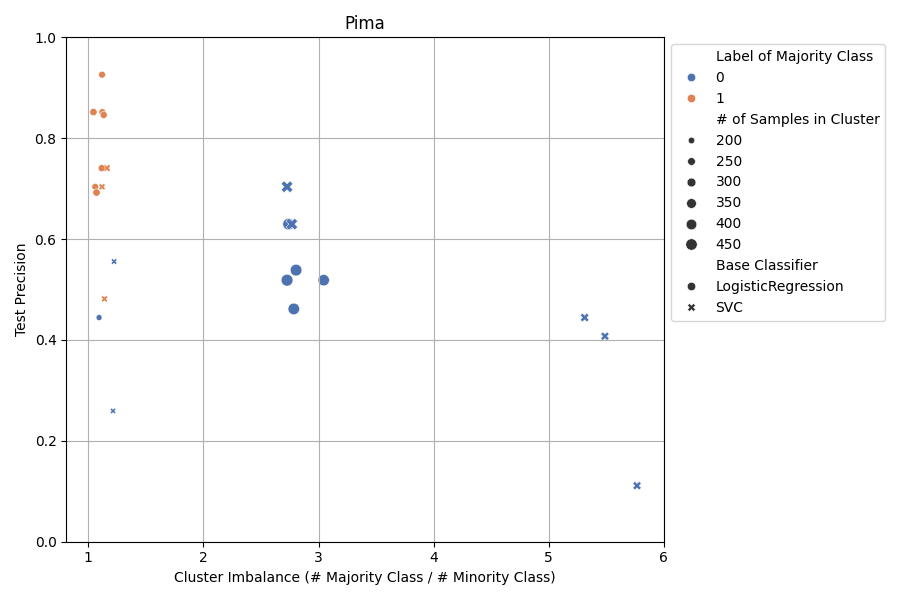 Pima
1.0
0.8
0.6
0.4
0.2
0.0
Test Precision
1
2
3
4
5
6
Cluster Imbalance (# Majority Class / # Minority Class)
Label of Majority Class
0
1
# of Samples in Cluster
200
250
300
350
400
450
Base Classifier
LogisticRegression
SVC